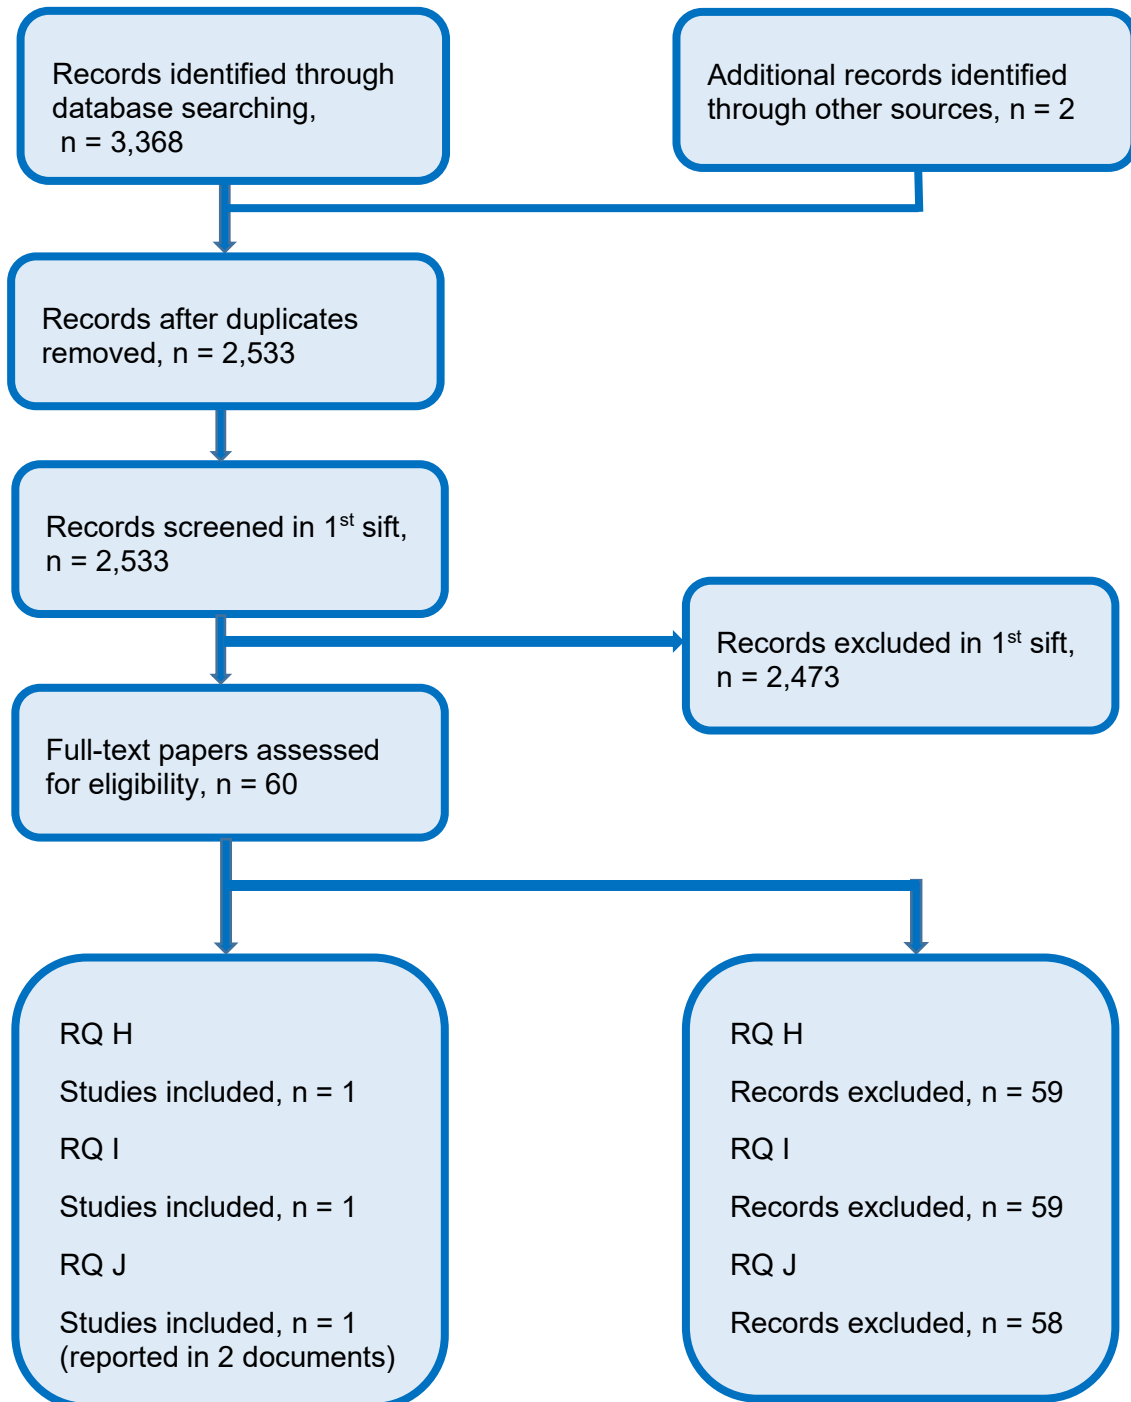 Records identified through
database searching,
n = 3,368
Additional records identified
through other sources, n = 2
Records after duplicates
removed, n = 2,533
Records screened in 1st sift,
n = 2,533
Records excluded in 1st sift,
n = 2,473
Full-text papers assessed
for eligibility, n = 60
RQ H
Studies included, n = 1
RQ I
Studies included, n = 1
RQ J
Studies included, n = 1
(reported in 2 documents)
RQ H
Records excluded, n = 59
RQ I
Records excluded, n = 59
RQ J
Records excluded, n = 58